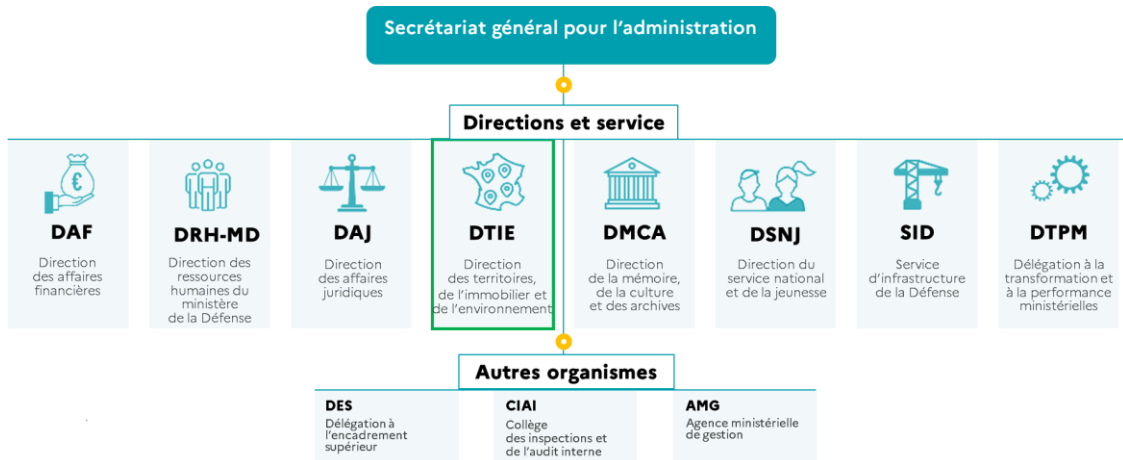 Secrétariat général pour l'administration
Directions et service
€
DAF
Direction
des affaires
financières
DRH-MD
Direction des
ressources
humaines du
ministère
de la Défense
DAJ
Direction
des affaires
juridiques
DTIE
Direction
des territoires,
de l'immobilier et
de l'environnement
DMCA
Direction
de la mémoire,
de la culture
et des archives
DSNJ
Direction du
service national
et de la jeunesse
SID
Service
d'infrastructure
de la Défense
DTPM
Délégation à la
transformation et
à la performance
ministérielles
Autres organismes
DES
Délégation à
l'encadrement
supérieur
CIAI
Collège
des inspections et
de l'audit interne
AMG
Agence ministérielle
de gestion